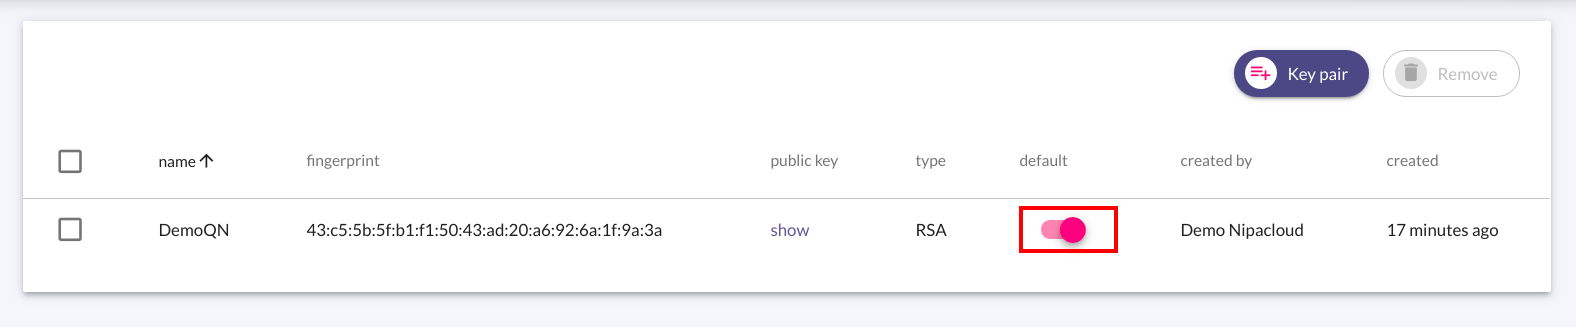 Key pair Remove
name fingerprint public key type default created by created
DemoQN 43:c5:5b:5f:b1:f1:50:43:ad:20:a6:92:6a:1f:9a:3a show RSA Demo Nipacloud 17 minutes ago